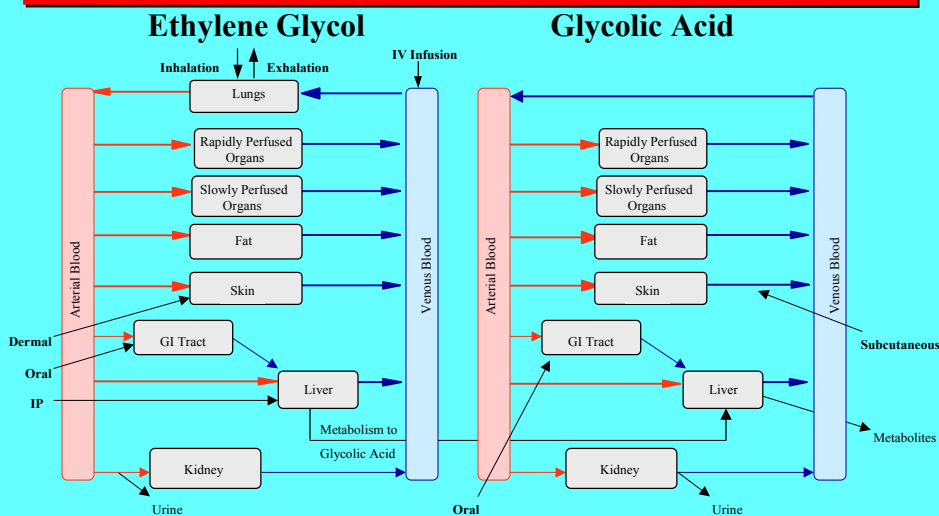 Ethylene Glycol
Glycolic Acid
IV Infusion
Inhalation
Exhalation
Lungs
Rapidly Perfused
Organs
Slowly Perfused
Organs
Fat
Skin
GI Tract
Liver
Kidney
Arterial Blood
Venous Blood
Dermal
Oral
IP
Metabolism to
Glycolic Acid
Urine
Arterial Blood
Rapidly Perfused
Organs
Slowly Perfused
Organs
Fat
Skin
GI Tract
Liver
Kidney
Venous Blood
Subcutaneous
Metabolites
Oral
Urine